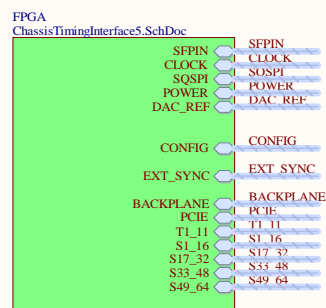 FPGA
ChassisTimingInterface5.SchDoc
SFPIN SFPIN
CLOCK CLOCK
SQSPI SQSPI
POWER POWER
DAC_REF DAC_REF
CONFIG CONFIG
EXT_SYNC EXT_SYNC
BACKPLANE BACKPLANE
PCIE PCIE
T1_11 T1_11
S1_16 S1_16
S17_32 S17_32
S33_48 S33_48
S49_64 S49_64